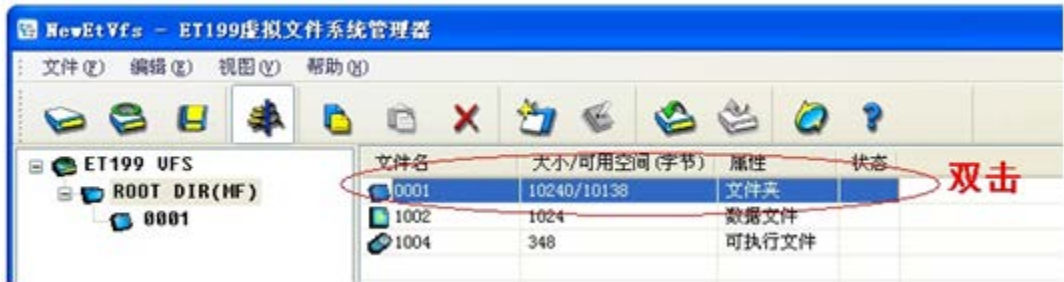 NewEtVfs - ET199虚拟文件系统管理器
文件(F) 编辑(E) 视图(V) 帮助(H)
ET199 VFS
ROOT DIR(MF)
0001
文件名 大小/可用空间(字节) 属性 状态
0001 10240/10138 文件夹
双击
1002 1024 数据文件
1004 348 可执行文件